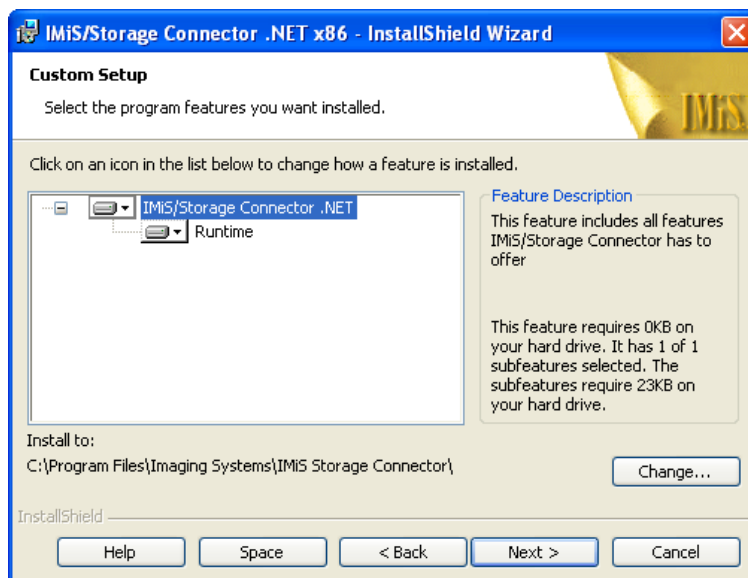 IMiS/Storage Connector .NET x86 - InstallShield Wizard
Custom Setup
Select the program features you want installed.
IMiS
Click on an icon in the list below to change how a feature is installed.
IMiS/Storage Connector .NET
Runtime
Feature Description
This feature includes all features
IMiS/Storage Connector has to
offer
This feature requires 0KB on
your hard drive. It has 1 of 1
subfeatures selected. The
subfeatures require 23KB on
your hard drive.
Install to:
C:\Program Files\Imaging Systems\IMiS Storage Connector\
Change...
InstallShield
Help
Space
< Back
Next >
Cancel